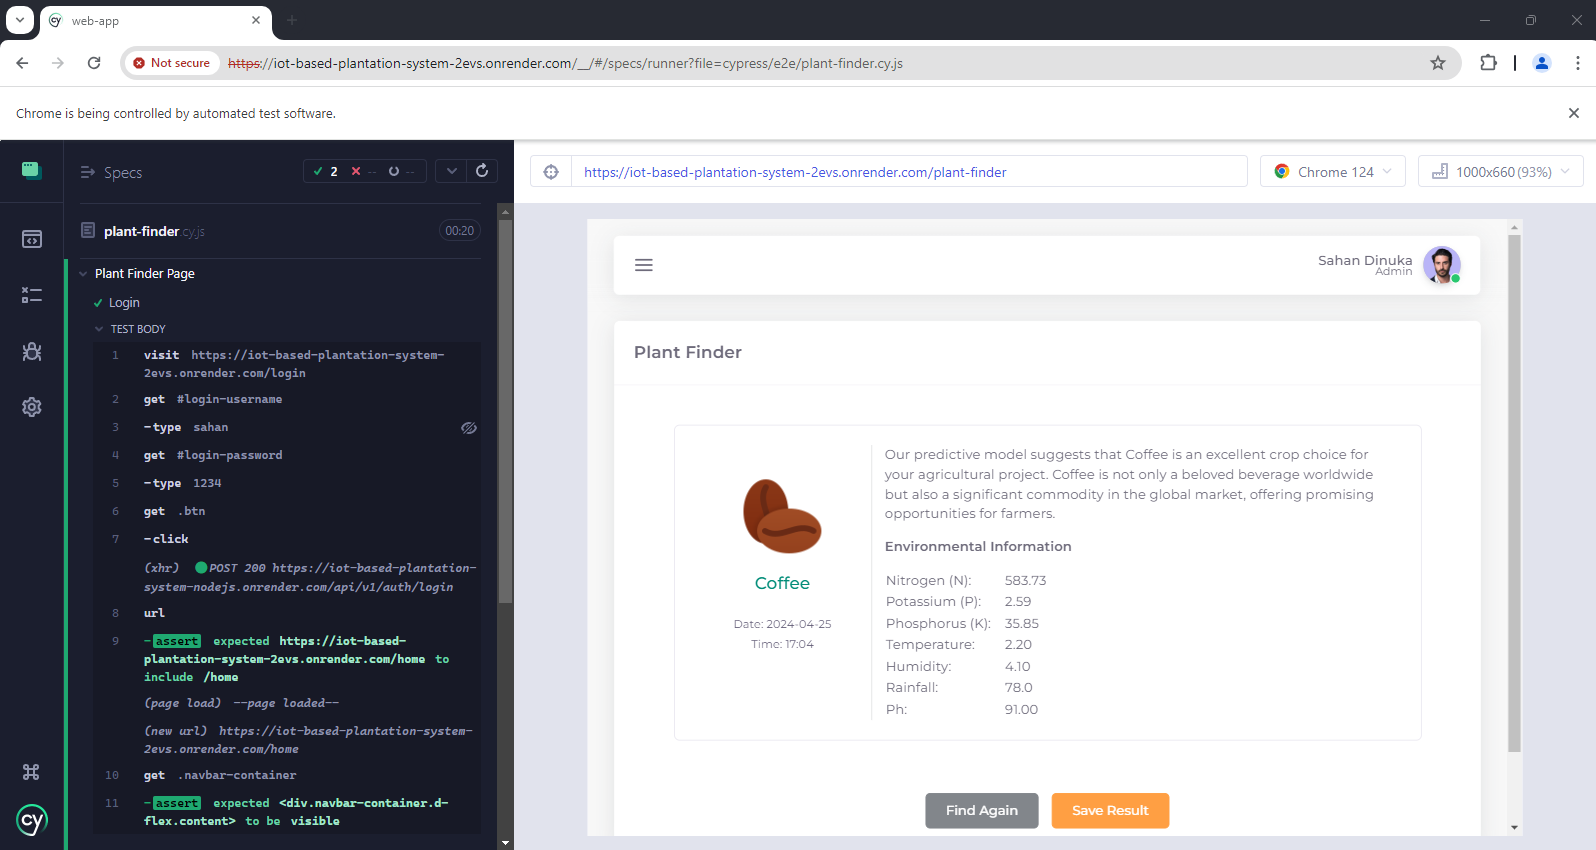 web-app
Not secure
https://iot-based-plantation-system-2evs.onrender.com/__/#/specs/runner?file=cypress/e2e/plant-finder.cy.js
Chrome is being controlled by automated test software.
Specs
2 -- --
https://iot-based-plantation-system-2evs.onrender.com/plant-finder
Chrome 124
1000x660 (93%)
plant-finder.cy.js
00:20
Plant Finder Page
Login
TEST BODY
1 visit https://iot-based-plantation-system-
2evs.onrender.com/login
2 get #login-username
3 -type sahan
4 get #login-password
5 -type 1234
6 get .btn
7 -click
(xhr) POST 200 https://iot-based-plantation-
system-nodejs.onrender.com/api/v1/auth/login
8 url
9 -assert expected https://iot-based-
plantation-system-2evs.onrender.com/home to
include /home
(page load) --page loaded--
(new url) https://iot-based-plantation-system-
2evs.onrender.com/home
10 get .navbar-container
11 -assert expected <div.navbar-container.d-
flex.content> to be visible
cy
Sahan Dinuka
Admin
Plant Finder
Coffee
Date: 2024-04-25
Time: 17:04
Our predictive model suggests that Coffee is an excellent crop choice for
your agricultural project. Coffee is not only a beloved beverage worldwide
but also a significant commodity in the global market, offering promising
opportunities for farmers.
Environmental Information
Nitrogen (N): 583.73
Potassium (P): 2.59
Phosphorus (K): 35.85
Temperature: 2.20
Humidity: 4.10
Rainfall: 78.0
Ph: 91.00
Find Again
Save Result